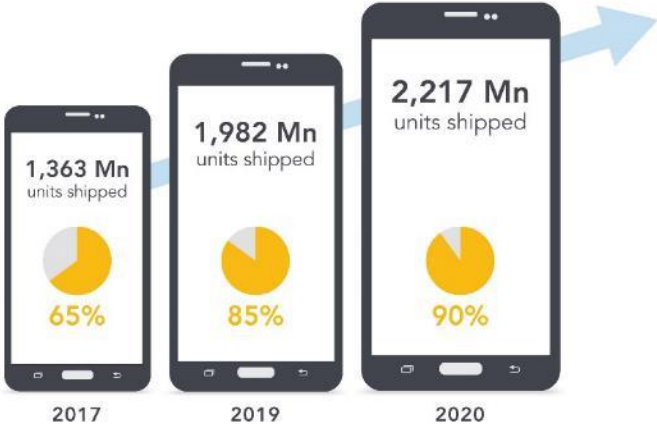 1,363 Mn
units shipped
65%
2017
1,982 Mn
units shipped
85%
2019
2,217 Mn
units shipped
90%
2020